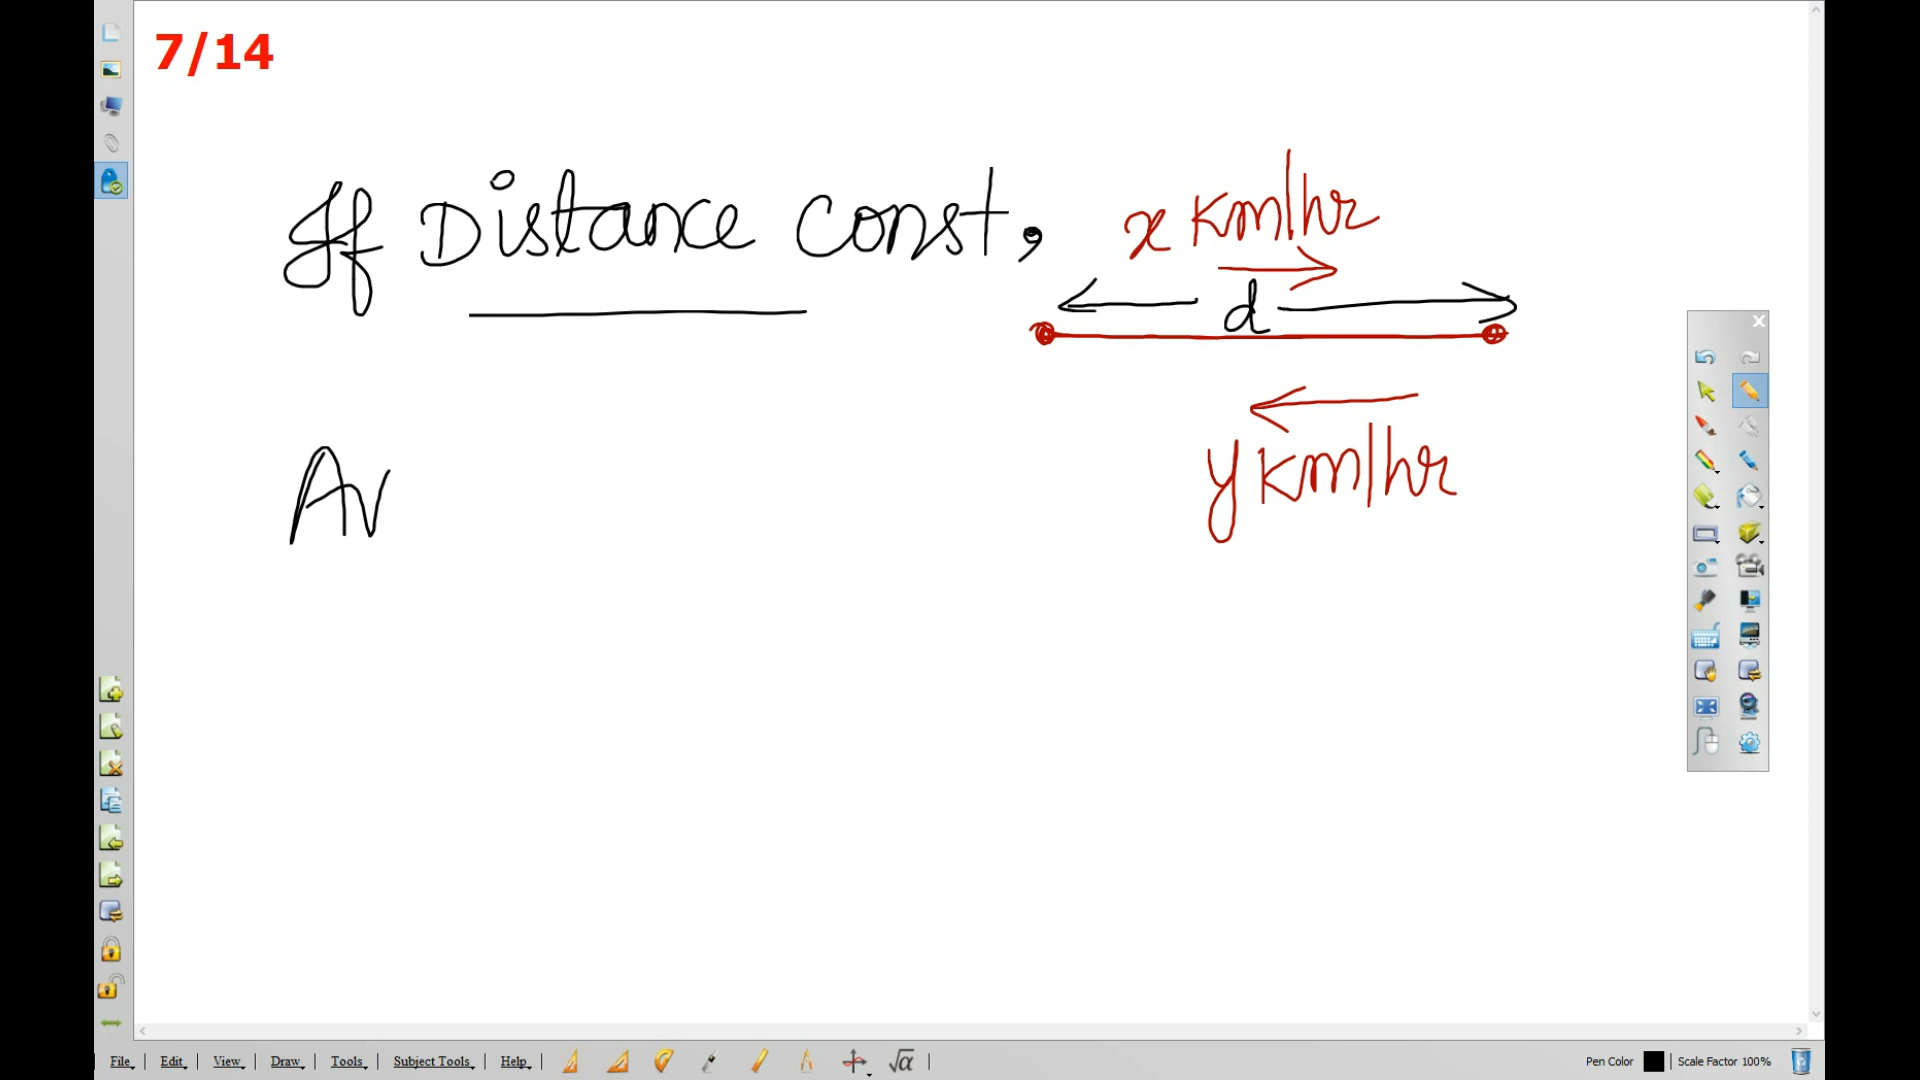 7/14
If Distance const,
x Km/hr
d
y Km/hr
Av
File Edit View Draw Tools Subject Tools Help
Pen Color Scale Factor 100%